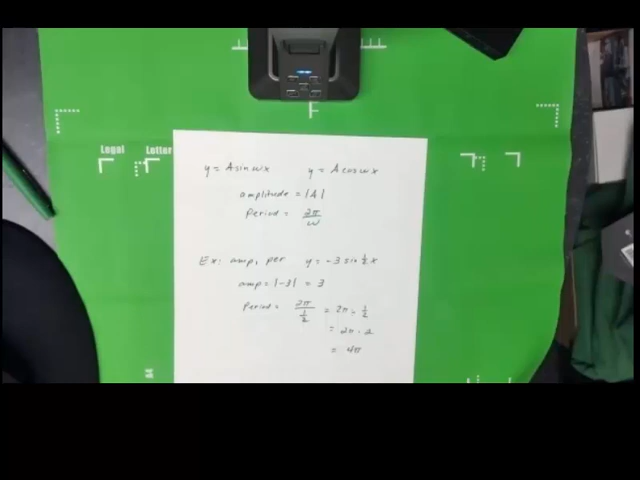 Legal Letter
y = A sin ωx y = A cos ωx
amplitude = |A|
Period = 2π/ω
Ex: amp, per y = -3 sin ½x
amp = |-3| = 3
Period = 2π/½ = 2π ÷ ½
= 2π · 2
= 4π
A4